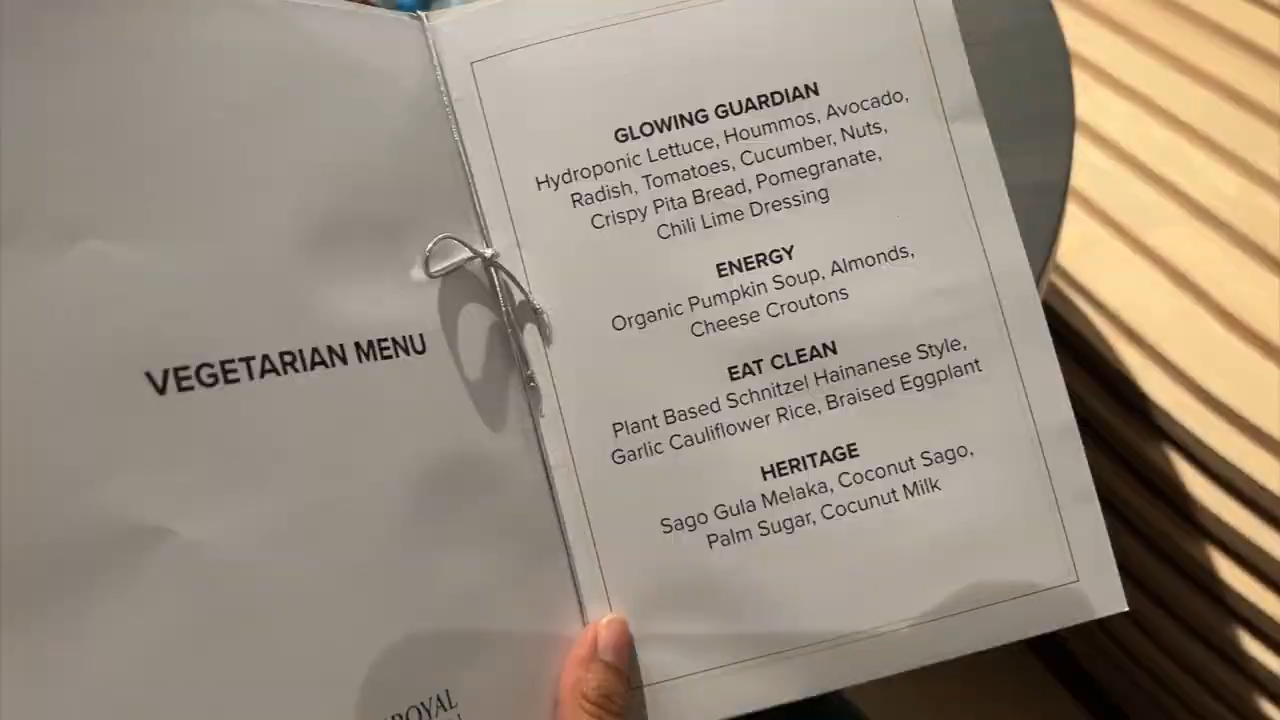 VEGETARIAN MENU
GLOWING GUARDIAN
Hydroponic Lettuce, Hoummos, Avocado,
Radish, Tomatoes, Cucumber, Nuts,
Crispy Pita Bread, Pomegranate,
Chili Lime Dressing
ENERGY
Organic Pumpkin Soup, Almonds,
Cheese Croutons
EAT CLEAN
Plant Based Schnitzel Hainanese Style,
Garlic Cauliflower Rice, Braised Eggplant
HERITAGE
Sago Gula Melaka, Coconut Sago,
Palm Sugar, Cocunut Milk